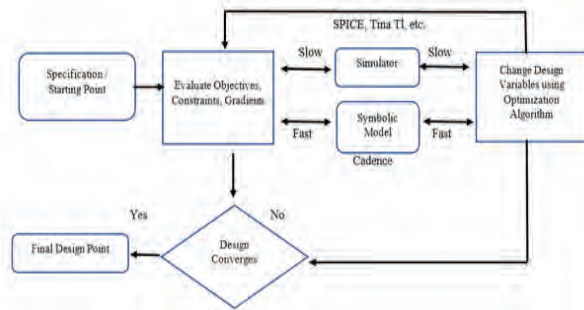 SPICE, Tina TI, etc.
Specification /
Starting Point
Evaluate Objectives,
Constraints, Gradients
Slow
Simulator
Slow
Change Design
Variables using
Optimization
Algorithm
Fast
Symbolic
Model
Fast
Cadence
Yes
No
Final Design Point
Design
Converges